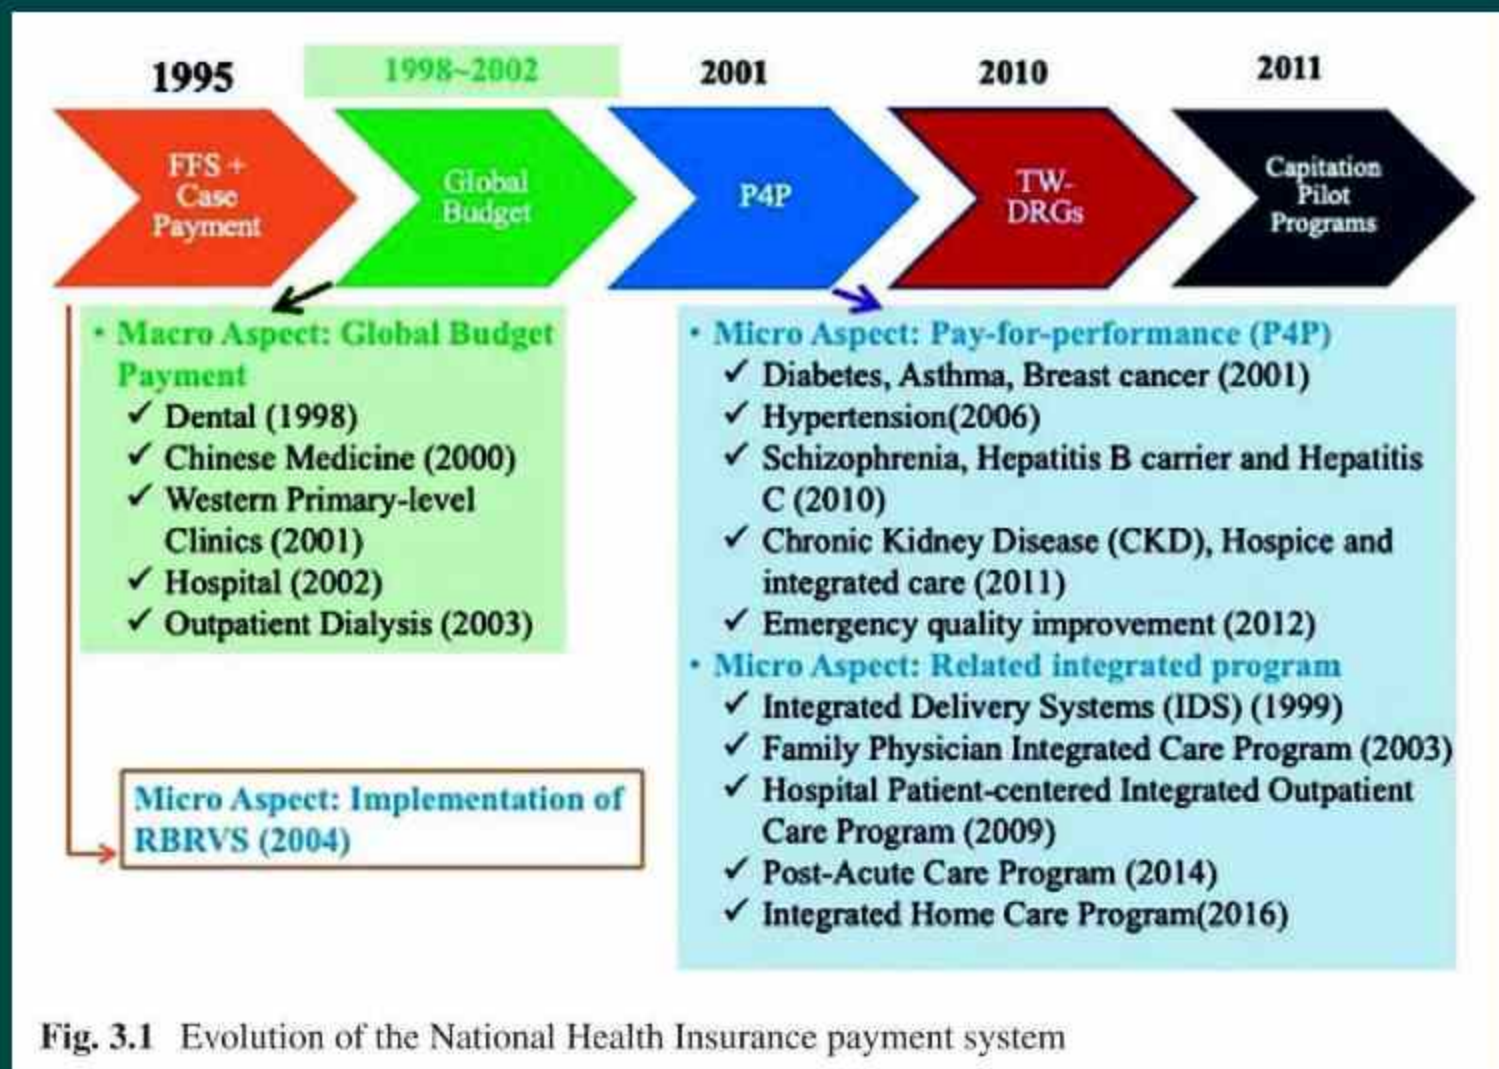 1995
1998~2002
2001
2010
2011
FFS +
Case
Payment
Global
Budget
P4P
TW-
DRGs
Capitation
Pilot
Programs
• Macro Aspect: Global Budget
Payment
✓ Dental (1998)
✓ Chinese Medicine (2000)
✓ Western Primary-level
Clinics (2001)
✓ Hospital (2002)
✓ Outpatient Dialysis (2003)
Micro Aspect: Implementation of
RBRVS (2004)
• Micro Aspect: Pay-for-performance (P4P)
✓ Diabetes, Asthma, Breast cancer (2001)
✓ Hypertension(2006)
✓ Schizophrenia, Hepatitis B carrier and Hepatitis
C (2010)
✓ Chronic Kidney Disease (CKD), Hospice and
integrated care (2011)
✓ Emergency quality improvement (2012)
• Micro Aspect: Related integrated program
✓ Integrated Delivery Systems (IDS) (1999)
✓ Family Physician Integrated Care Program (2003)
✓ Hospital Patient-centered Integrated Outpatient
Care Program (2009)
✓ Post-Acute Care Program (2014)
✓ Integrated Home Care Program(2016)
Fig. 3.1 Evolution of the National Health Insurance payment system